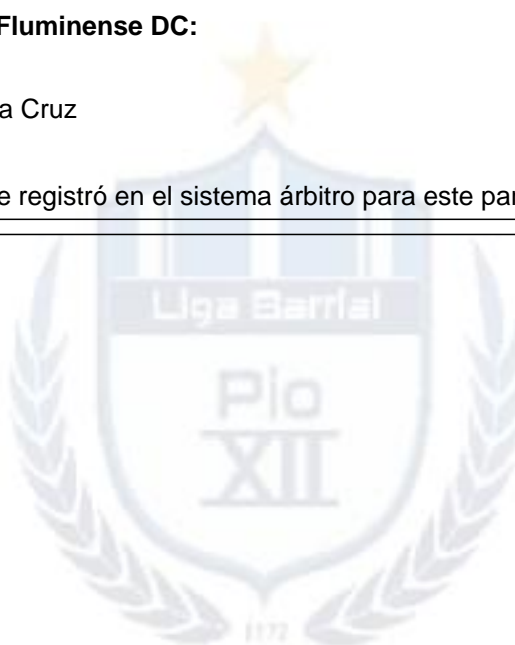 Fluminense DC:
a Cruz
e registró en el sistema árbitro para este par
Liga Barrial
Pio
XII